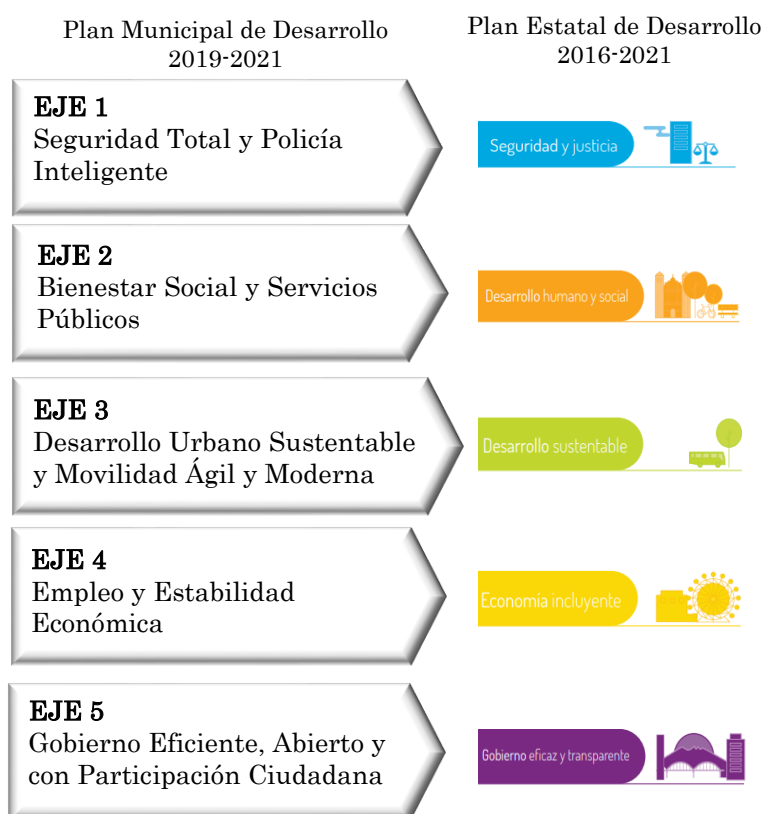 Plan Municipal de Desarrollo
2019-2021
Plan Estatal de Desarrollo
2016-2021
EJE 1
Seguridad Total y Policía
Inteligente
Seguridad y justicia
EJE 2
Bienestar Social y Servicios
Públicos
Desarrollo humano y social
EJE 3
Desarrollo Urbano Sustentable
y Movilidad Ágil y Moderna
Desarrollo sustentable
EJE 4
Empleo y Estabilidad
Económica
Economía incluyente
EJE 5
Gobierno Eficiente, Abierto y
con Participación Ciudadana
Gobierno eficaz y transparente